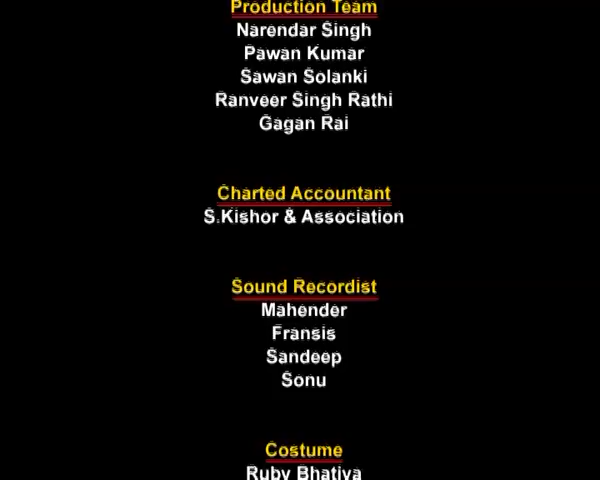 Production Team
Narendar Singh
Pawan Kumar
Sawan Solanki
Ranveer Singh Rathi
Gagan Rai
Charted Accountant
S.Kishor & Association
Sound Recordist
Mahender
Fransis
Sandeep
Sonu
Costume
Ruby Bhatiya